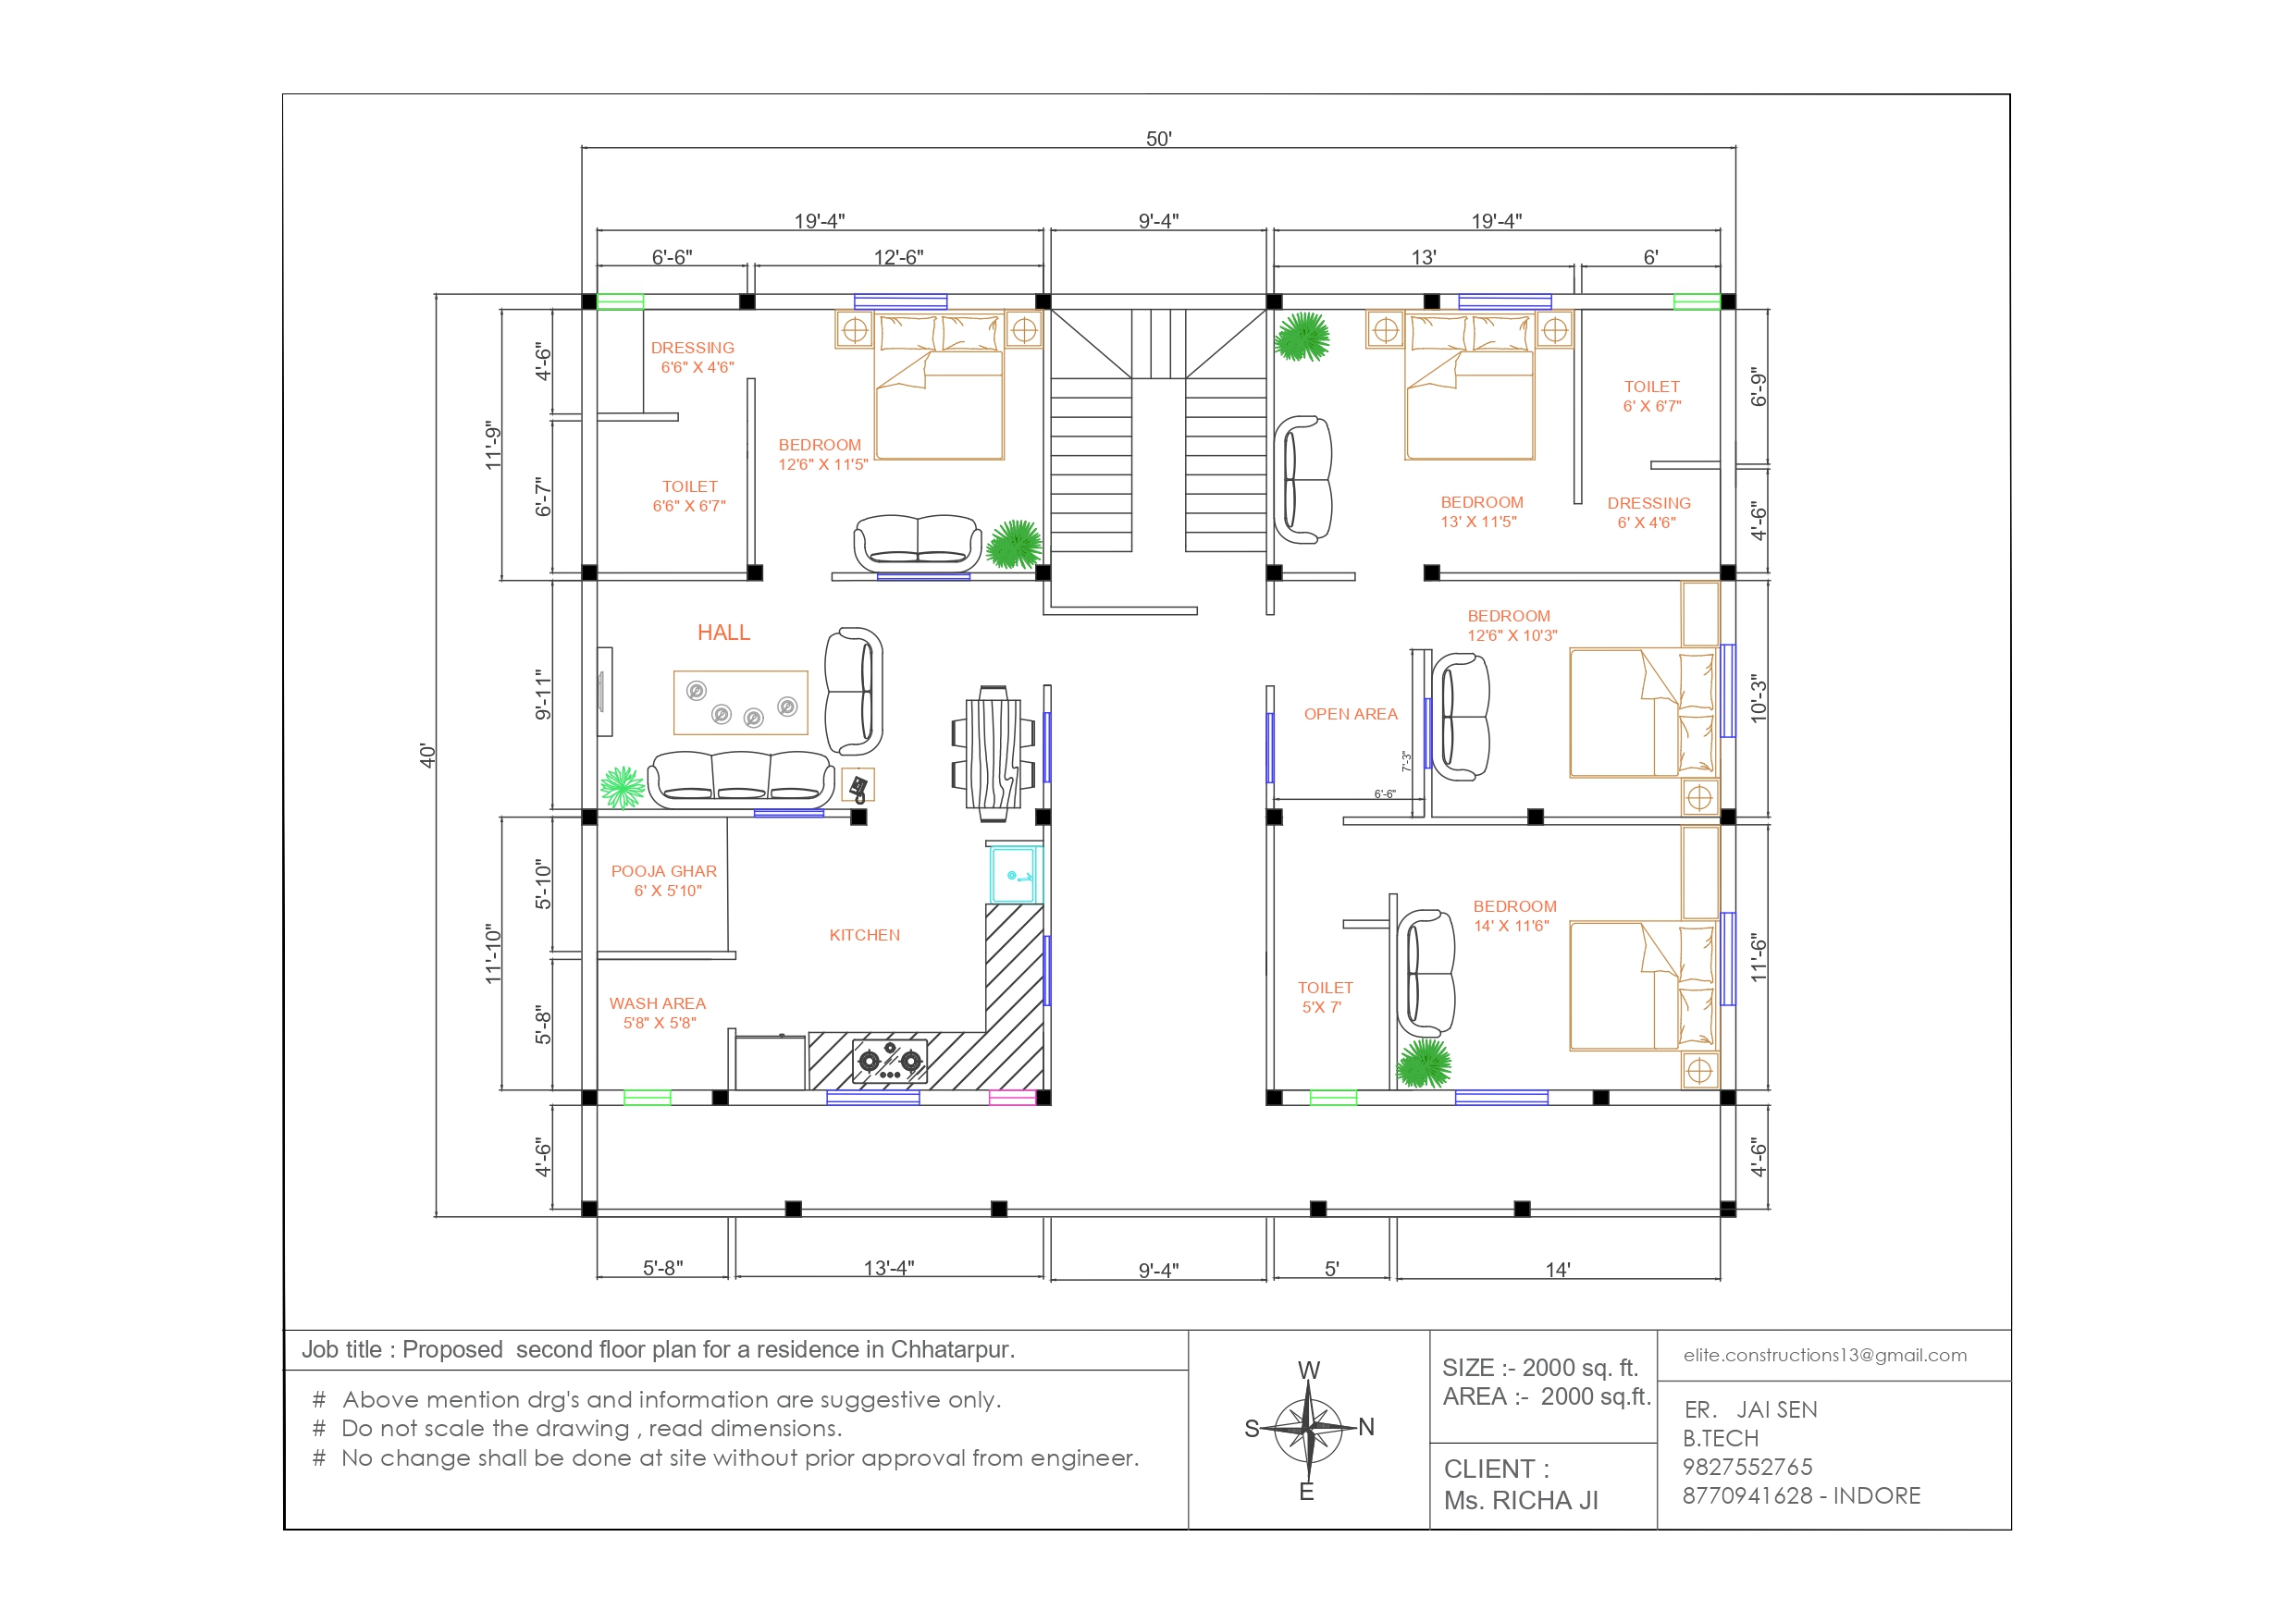 50'
19'-4"
9'-4"
19'-4"
6'-6"
12'-6"
13'
6'
4'-6"
11'-9"
6'-7"
9'-11"
40'
5'-10"
11'-10"
5'-8"
4'-6"
DRESSING
6'6" X 4'6"
BEDROOM
12'6" X 11'5"
TOILET
6'6" X 6'7"
TOILET
6' X 6'7"
BEDROOM
13' X 11'5"
DRESSING
6' X 4'6"
6'-9"
4'-6"
HALL
BEDROOM
12'6" X 10'3"
OPEN AREA
7'-3"
6'-6"
10'-3"
POOJA GHAR
6' X 5'10"
KITCHEN
WASH AREA
5'8" X 5'8"
BEDROOM
14' X 11'6"
TOILET
5'X 7'
11'-6"
4'-6"
5'-8"
13'-4"
9'-4"
5'
14'
Job title : Proposed  second floor plan for a residence in Chhatarpur.
#  Above mention drg's and information are suggestive only.
#  Do not scale the drawing , read dimensions.
#  No change shall be done at site without prior approval from engineer.
W
S
N
E
SIZE :- 2000 sq. ft.
AREA :-  2000 sq.ft.
CLIENT :
Ms. RICHA JI
elite.constructions13@gmail.com
ER.   JAI SEN
B.TECH
9827552765
8770941628 - INDORE